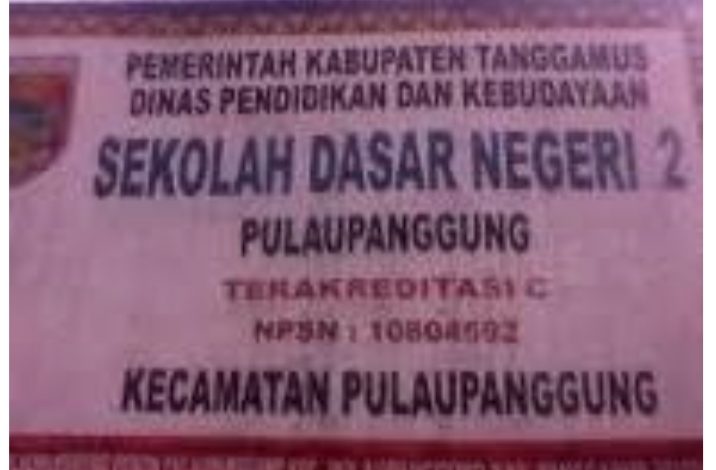 PEMERINTAH KABUPATEN TANGGAMUS
DINAS PENDIDIKAN DAN KEBUDAYAAN
SEKOLAH DASAR NEGERI 2
PULAUPANGGUNG
TERAKREDITASI C
NPSN :
KECAMATAN PULAUPANGGUNG